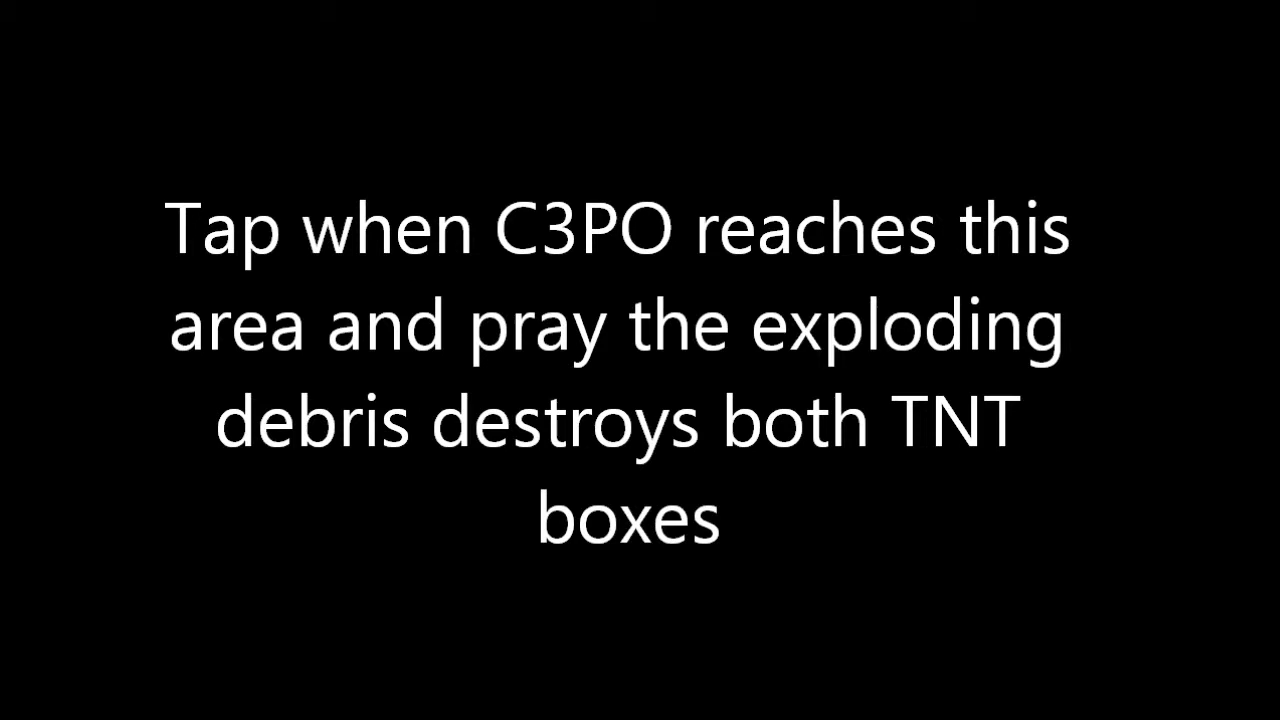 Tap when C3PO reaches this
area and pray the exploding
debris destroys both TNT
boxes